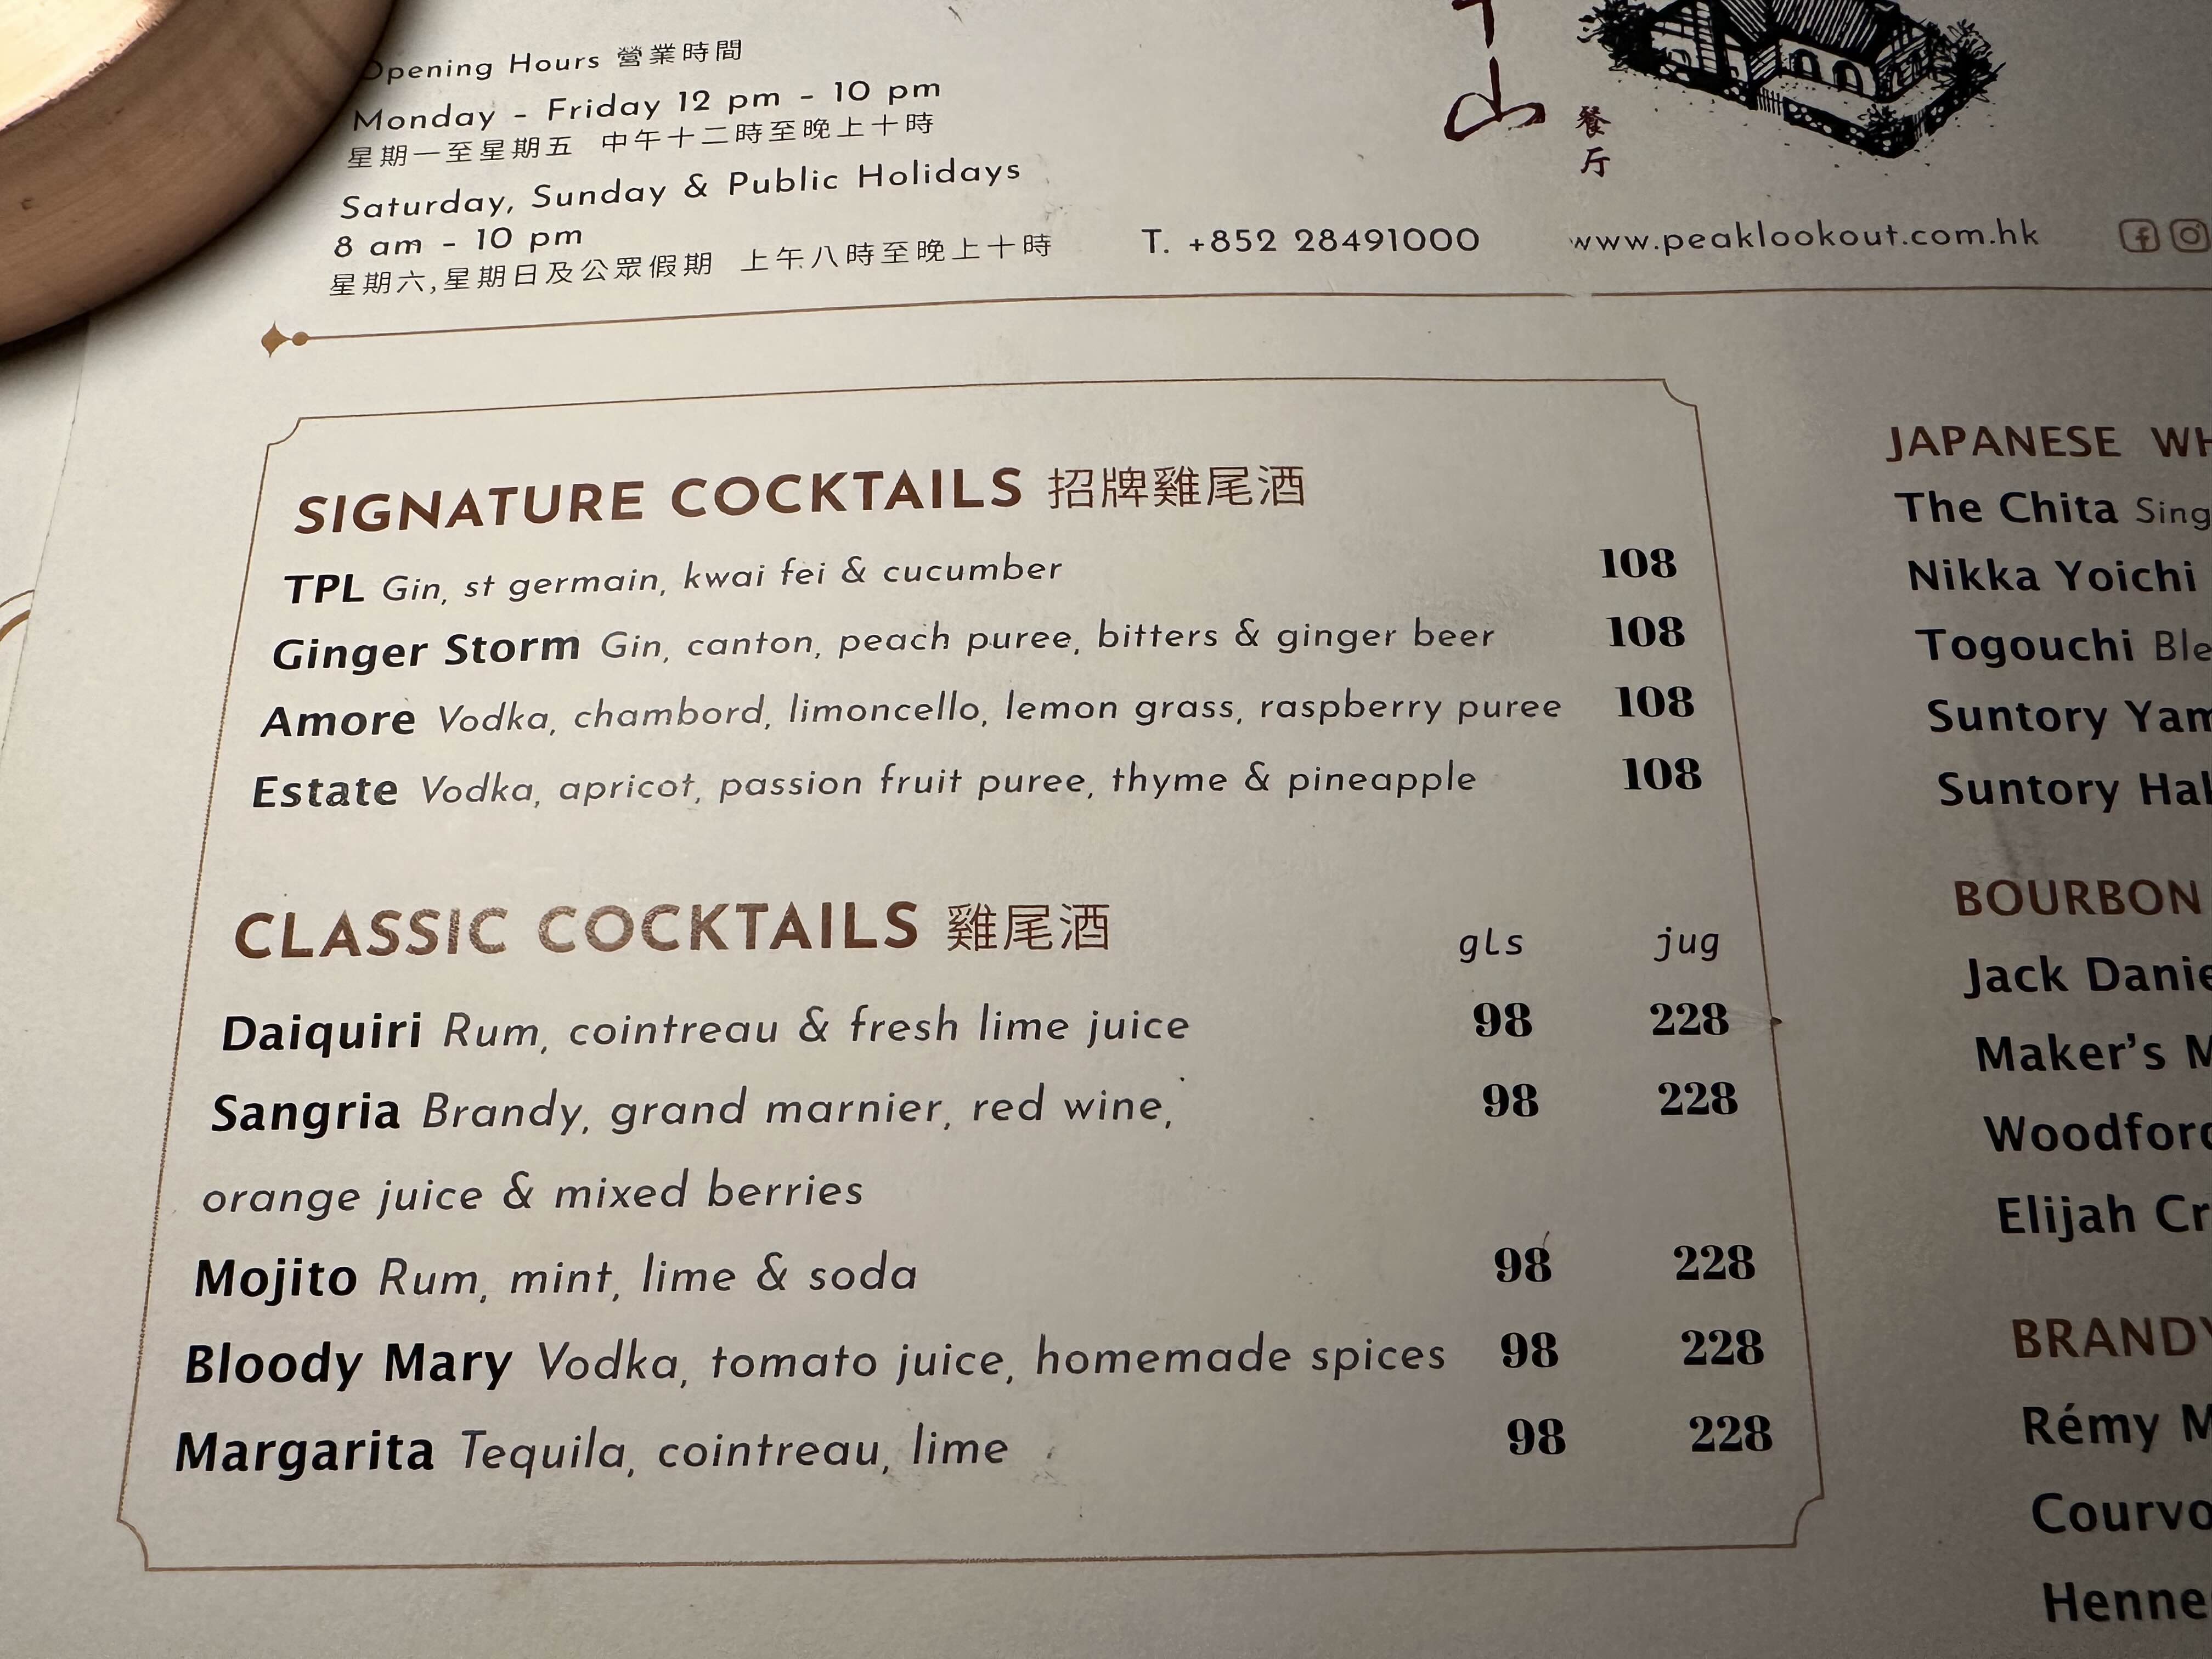 Opening Hours 營業時間
Monday - Friday 12 pm - 10 pm
星期一至星期五 中午十二時至晚上十時
Saturday, Sunday & Public Holidays
8 am - 10 pm
星期六,星期日及公眾假期 上午八時至晚上十時
山
餐厅
T. +852 28491000
www.peaklookout.com.hk
SIGNATURE COCKTAILS 招牌雞尾酒
TPL Gin, st germain, kwai fei & cucumber 108
Ginger Storm Gin, canton, peach puree, bitters & ginger beer 108
Amore Vodka, chambord, limoncello, lemon grass, raspberry puree 108
Estate Vodka, apricot, passion fruit puree, thyme & pineapple 108
CLASSIC COCKTAILS 雞尾酒 gls jug
Daiquiri Rum, cointreau & fresh lime juice 98 228
Sangria Brandy, grand marnier, red wine, 98 228
orange juice & mixed berries
Mojito Rum, mint, lime & soda 98 228
Bloody Mary Vodka, tomato juice, homemade spices 98 228
Margarita Tequila, cointreau, lime 98 228
JAPANESE
The Chita
Nikka Yoichi
Togouchi
Suntory
Suntory
BOURBON
Jack
Maker's
Elijah
BRANDY
Rémy